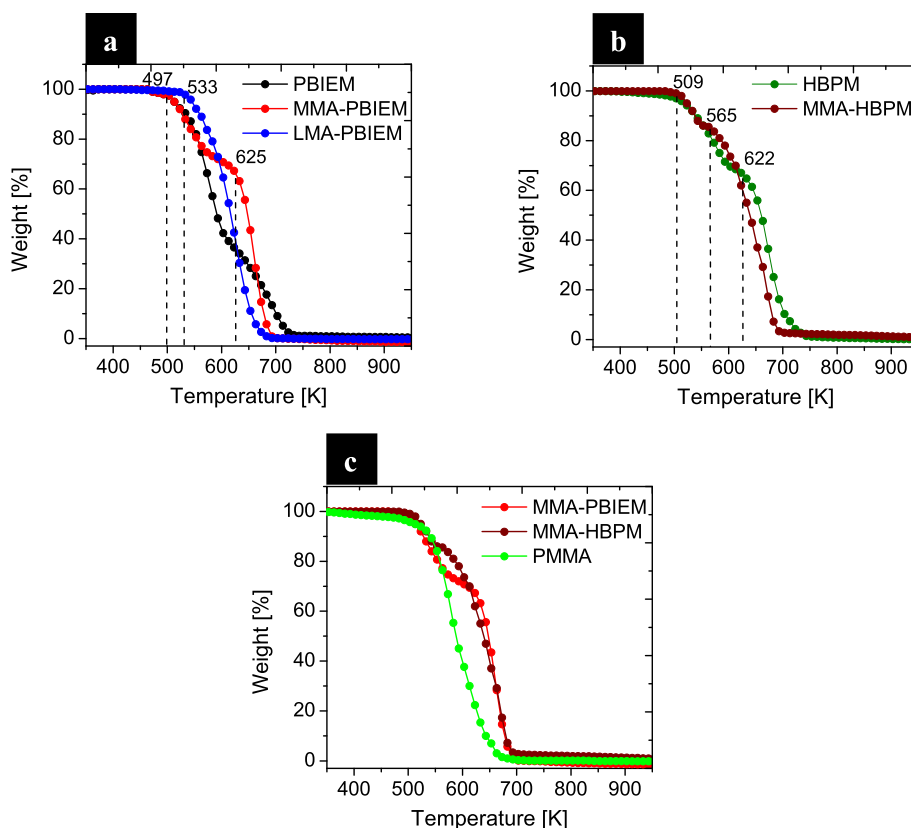 a
497
533
625
PBIEM
MMA-PBIEM
LMA-PBIEM
100
80
60
40
20
0
Weight [%]
400 500 600 700 800 900
Temperature [K]
b
509
565
622
HBPM
MMA-HBPM
100
80
60
40
20
0
Weight [%]
400 500 600 700 800 900
Temperature [K]
c
MMA-PBIEM
MMA-HBPM
PMMA
100
80
60
40
20
0
Weight [%]
400 500 600 700 800 900
Temperature [K]